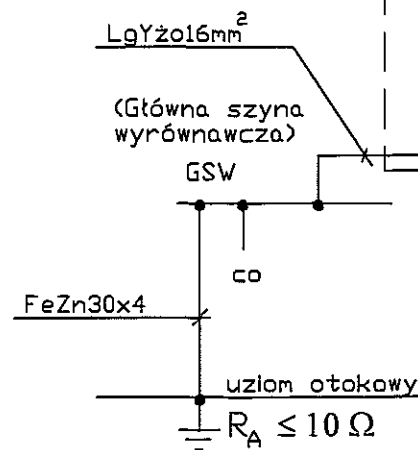 LgYżo16mm²
(Główna szyna
wyrównawcza)
GSW
co
FeZn30x4
uziom otokowy
R_A ≤ 10 Ω